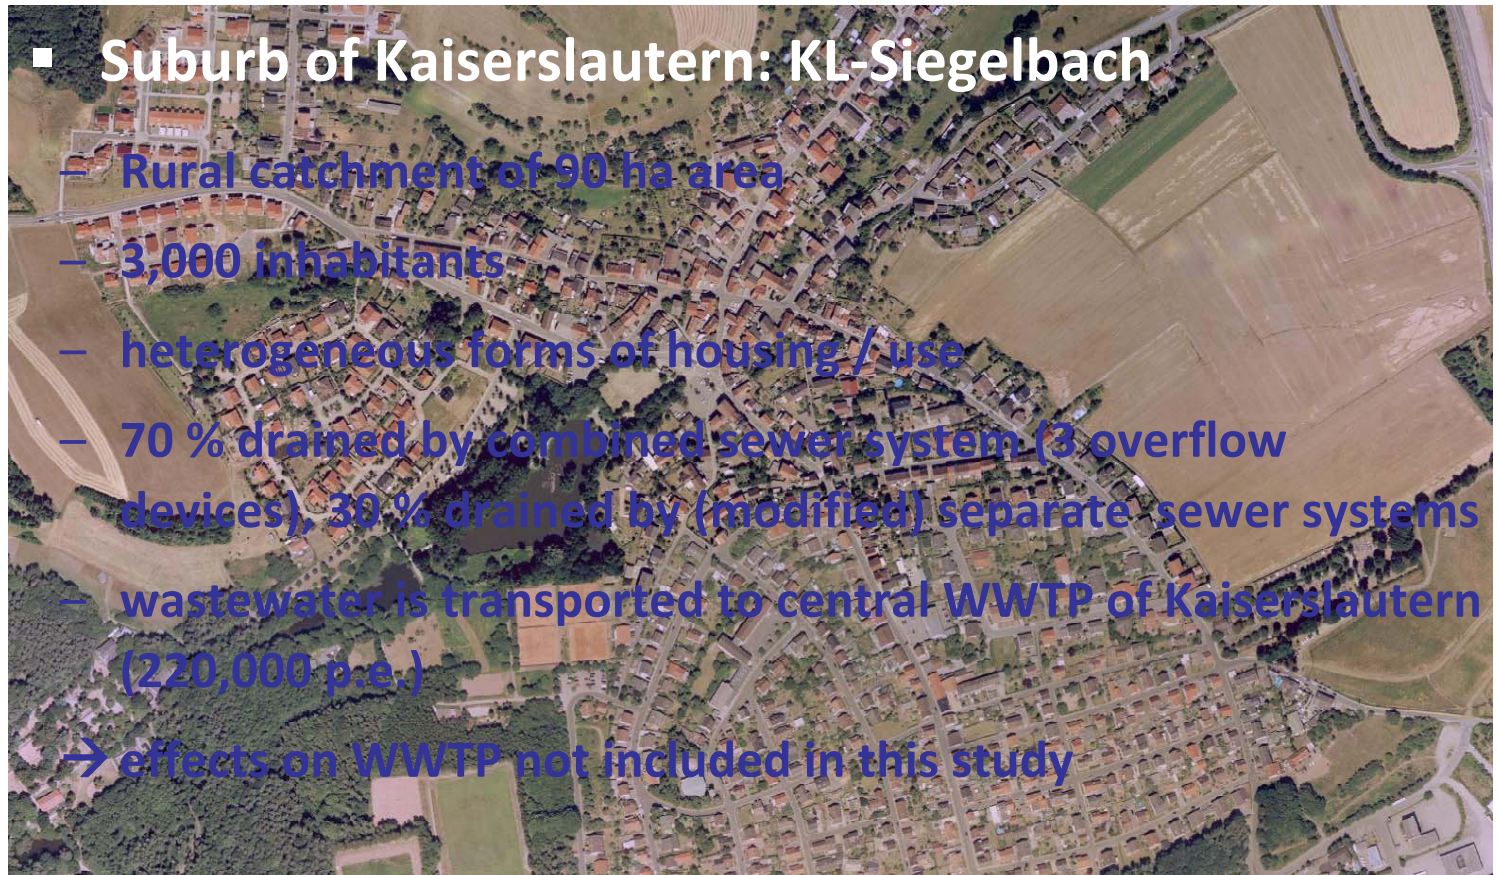 ▪ Suburb of Kaiserslautern: KL-Siegelbach
– Rural catchment of 90 ha area
– 3,000 inhabitants
– heterogeneous forms of housing / use
– 70 % drained by combined sewer system (3 overflow
devices), 30 % drained by (modified) separate sewer systems
– wastewater is transported to central WWTP of Kaiserslautern
(220,000 p.e.)
→ effects on WWTP not included in this study